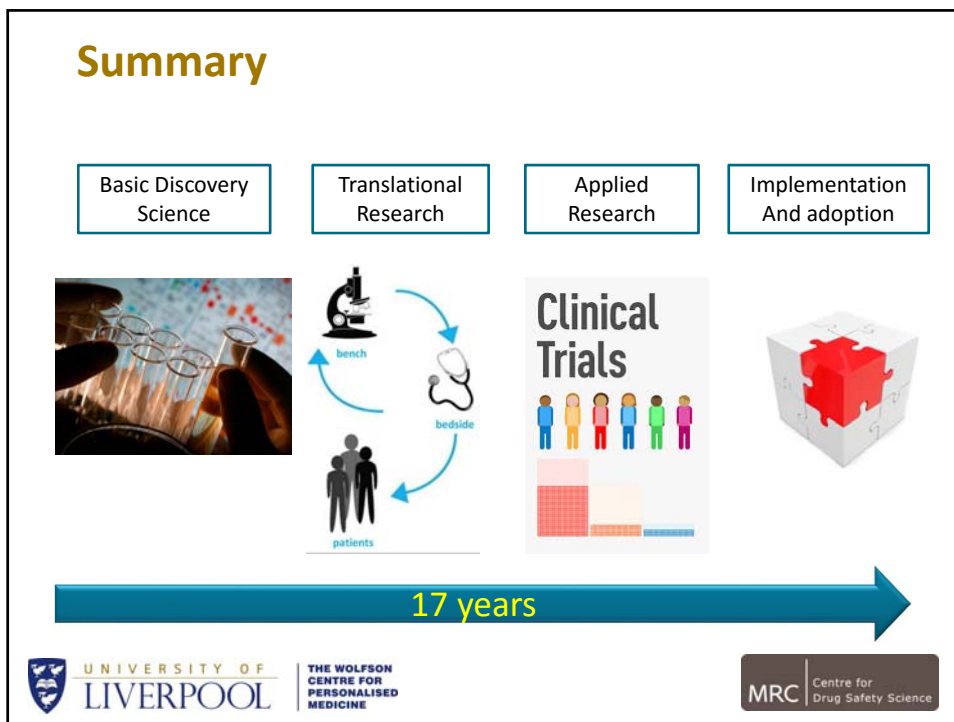 Summary
Basic Discovery
Science
Translational
Research
Applied
Research
Implementation
And adoption
bench
bedside
patients
Clinical
Trials
17 years
UNIVERSITY OF
LIVERPOOL
THE WOLFSON
CENTRE FOR
PERSONALISED
MEDICINE
MRC
Centre for
Drug Safety Science